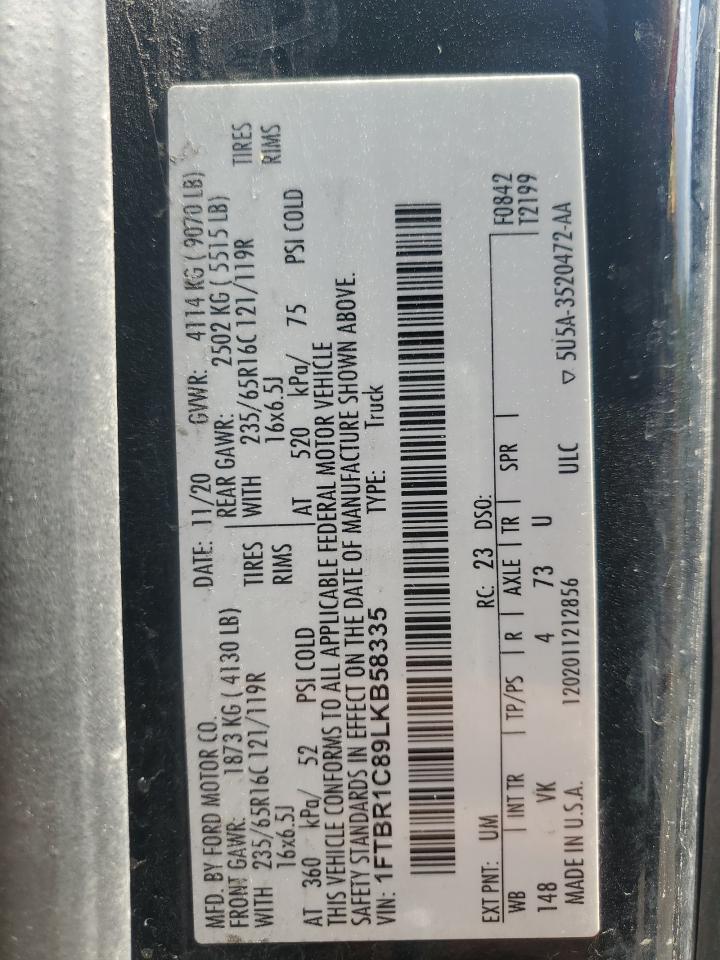 MFD. BY FORD MOTOR CO. DATE: 11/20 GVWR: 4114 KG ( 9070 LB)
FRONT GAWR: 1873 KG ( 4130 LB) REAR GAWR: 2502 KG ( 5515 LB)
WITH 235/65R16C 121/119R TIRES WITH 235/65R16C 121/119R TIRES
16x6.5J RIMS 16x6.5J RIMS
AT 360 kPa/ 52 PSI COLD AT 520 kPa/ 75 PSI COLD
THIS VEHICLE CONFORMS TO ALL APPLICABLE FEDERAL MOTOR VEHICLE
SAFETY STANDARDS IN EFFECT ON THE DATE OF MANUFACTURE SHOWN ABOVE.
VIN: 1FTBR1C89LKB58335 TYPE: Truck
EXT PNT: UM RC: 23 DSO: F0842
WB INT TR TP/PS R AXLE TR SPR T2199
148 VK 4 73 U
MADE IN U.S.A. 1202011212856 ULC ▽ 5U5A-3520472-AA